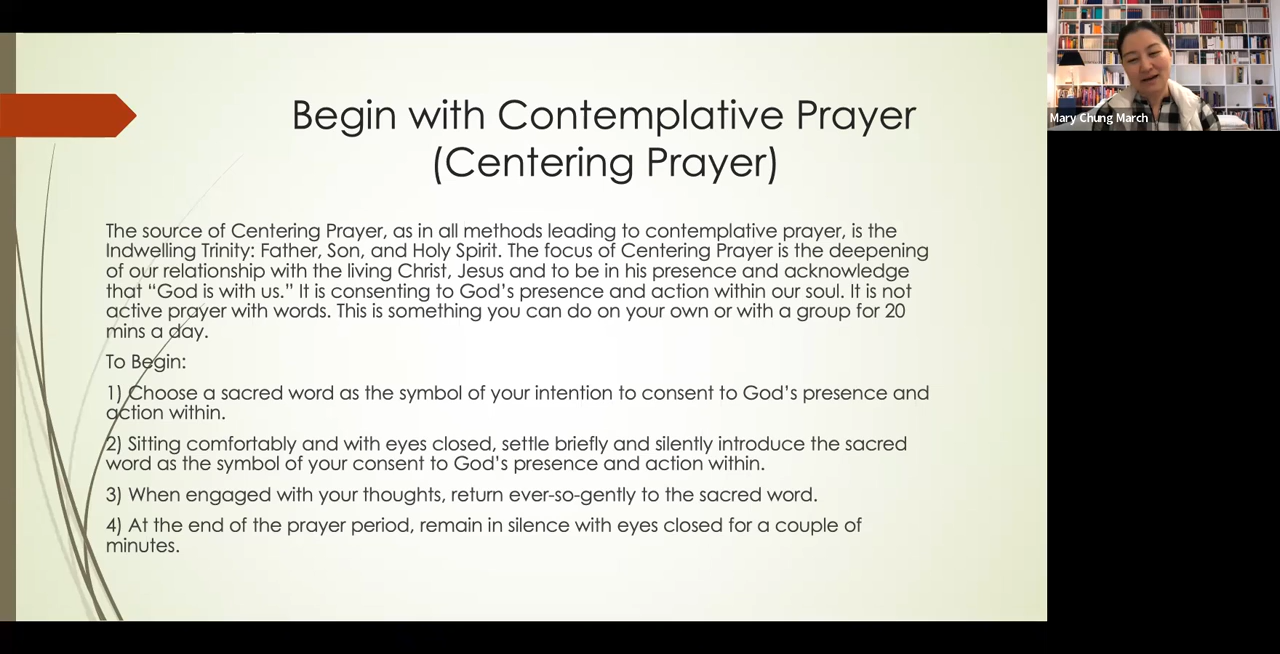 Begin with Contemplative Prayer
(Centering Prayer)
The source of Centering Prayer, as in all methods leading to contemplative prayer, is the
Indwelling Trinity: Father, Son, and Holy Spirit. The focus of Centering Prayer is the deepening
of our relationship with the living Christ, Jesus and to be in his presence and acknowledge
that “God is with us.” It is consenting to God’s presence and action within our soul. It is not
active prayer with words. This is something you can do on your own or with a group for 20
mins a day.
To Begin:
1) Choose a sacred word as the symbol of your intention to consent to God’s presence and
action within.
2) Sitting comfortably and with eyes closed, settle briefly and silently introduce the sacred
word as the symbol of your consent to God’s presence and action within.
3) When engaged with your thoughts, return ever-so-gently to the sacred word.
4) At the end of the prayer period, remain in silence with eyes closed for a couple of
minutes.
Mary Chung March